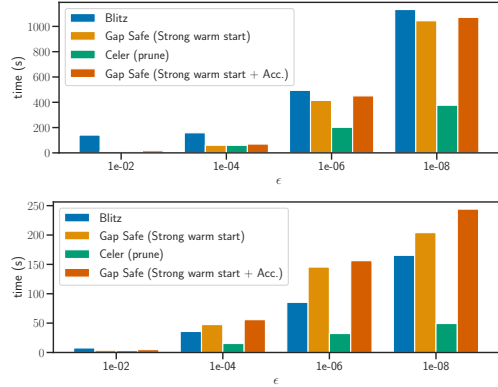 1000
800
600
400
200
0
time (s)
Blitz
Gap Safe (Strong warm start)
Celer (prune)
Gap Safe (Strong warm start + Acc.)
1e-02 1e-04 1e-06 1e-08
ϵ
250
200
150
100
50
0
time (s)
Blitz
Gap Safe (Strong warm start)
Celer (prune)
Gap Safe (Strong warm start + Acc.)
1e-02 1e-04 1e-06 1e-08
ϵ